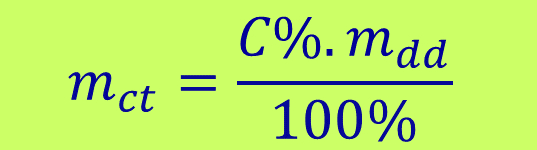 m_ct = C%. m_dd / 100%